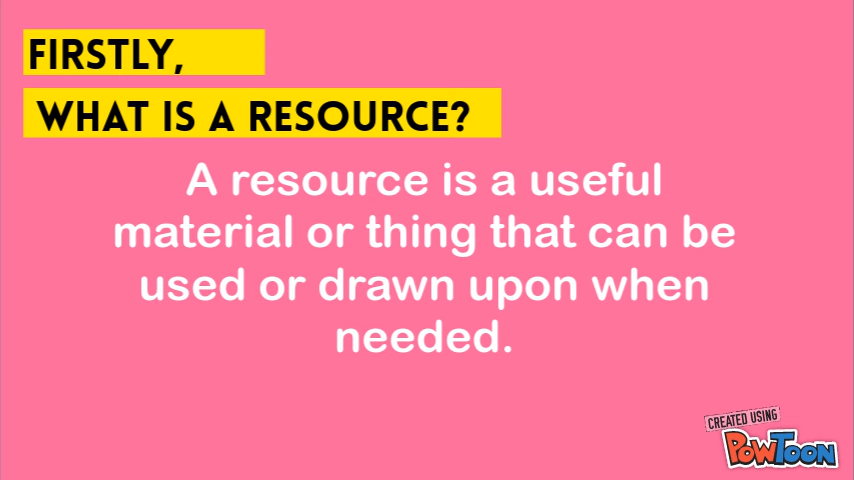 FIRSTLY,
WHAT IS A RESOURCE?
A resource is a useful
material or thing that can be
used or drawn upon when
needed.
CREATED USING
POWTOON